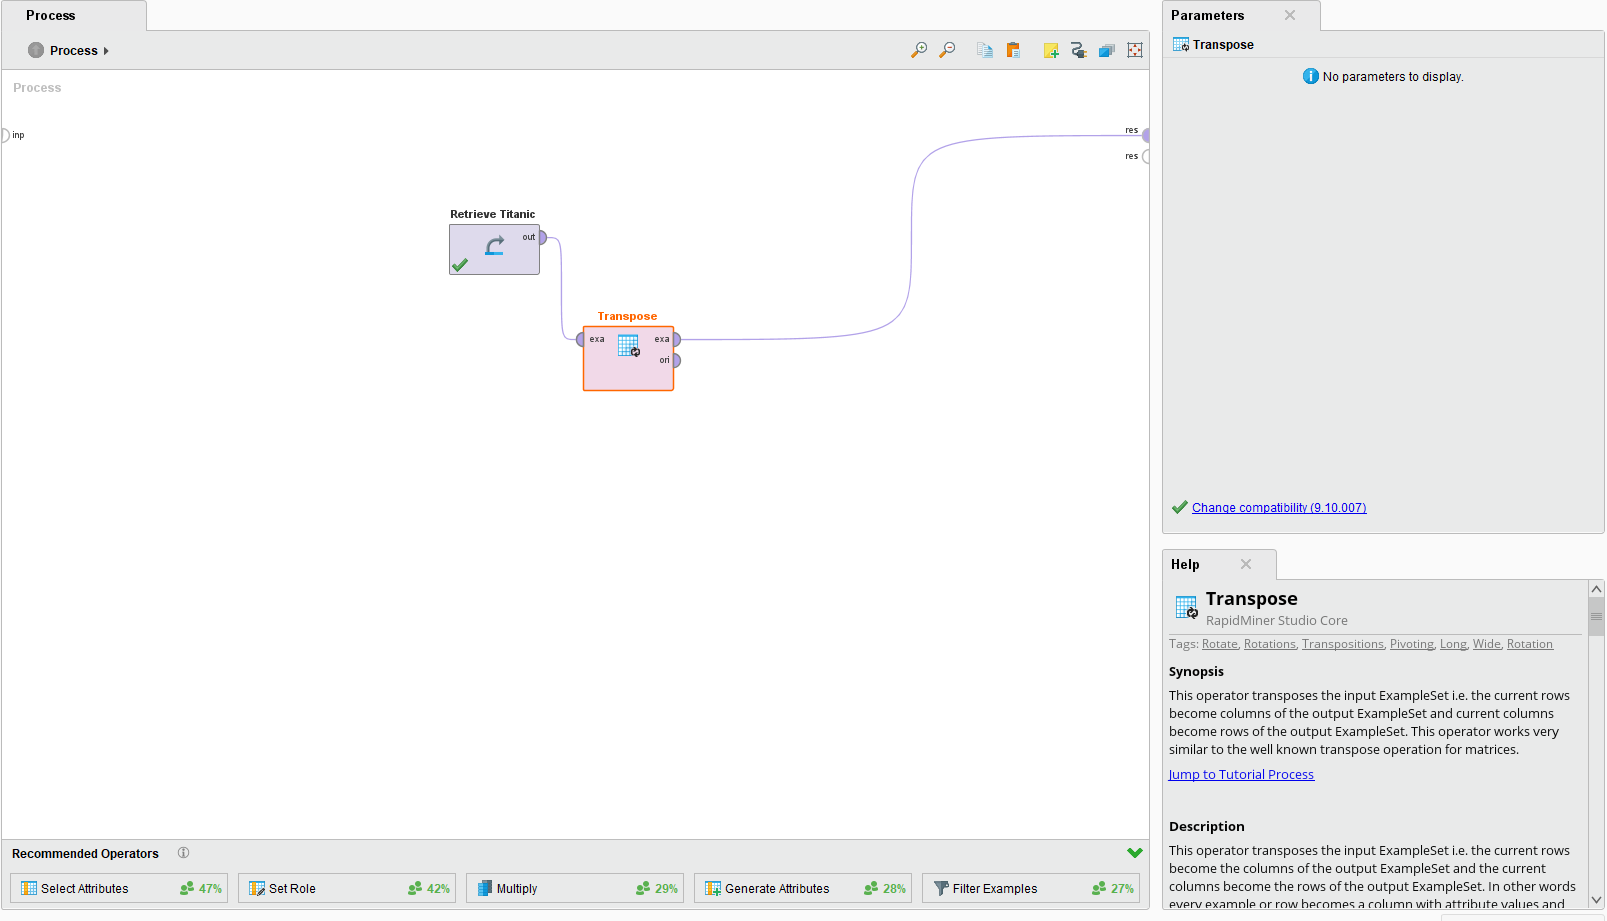 Process
Process
Process
inp
res
res
Retrieve Titanic
out
Transpose
exa
exa
ori
Recommended Operators
Select Attributes 47%
Set Role 42%
Multiply 29%
Generate Attributes 28%
Filter Examples 27%
Parameters
Transpose
No parameters to display.
Change compatibility (9.10.007)
Help
Transpose
RapidMiner Studio Core
Tags: Rotate, Rotations, Transpositions, Pivoting, Long, Wide, Rotation
Synopsis
This operator transposes the input ExampleSet i.e. the current rows
become columns of the output ExampleSet and current columns
become rows of the output ExampleSet. This operator works very
similar to the well known transpose operation for matrices.
Jump to Tutorial Process
Description
This operator transposes the input ExampleSet i.e. the current rows
become the columns of the output ExampleSet and the current
columns become the rows of the output ExampleSet. In other words
every example or row becomes a column with attribute values and